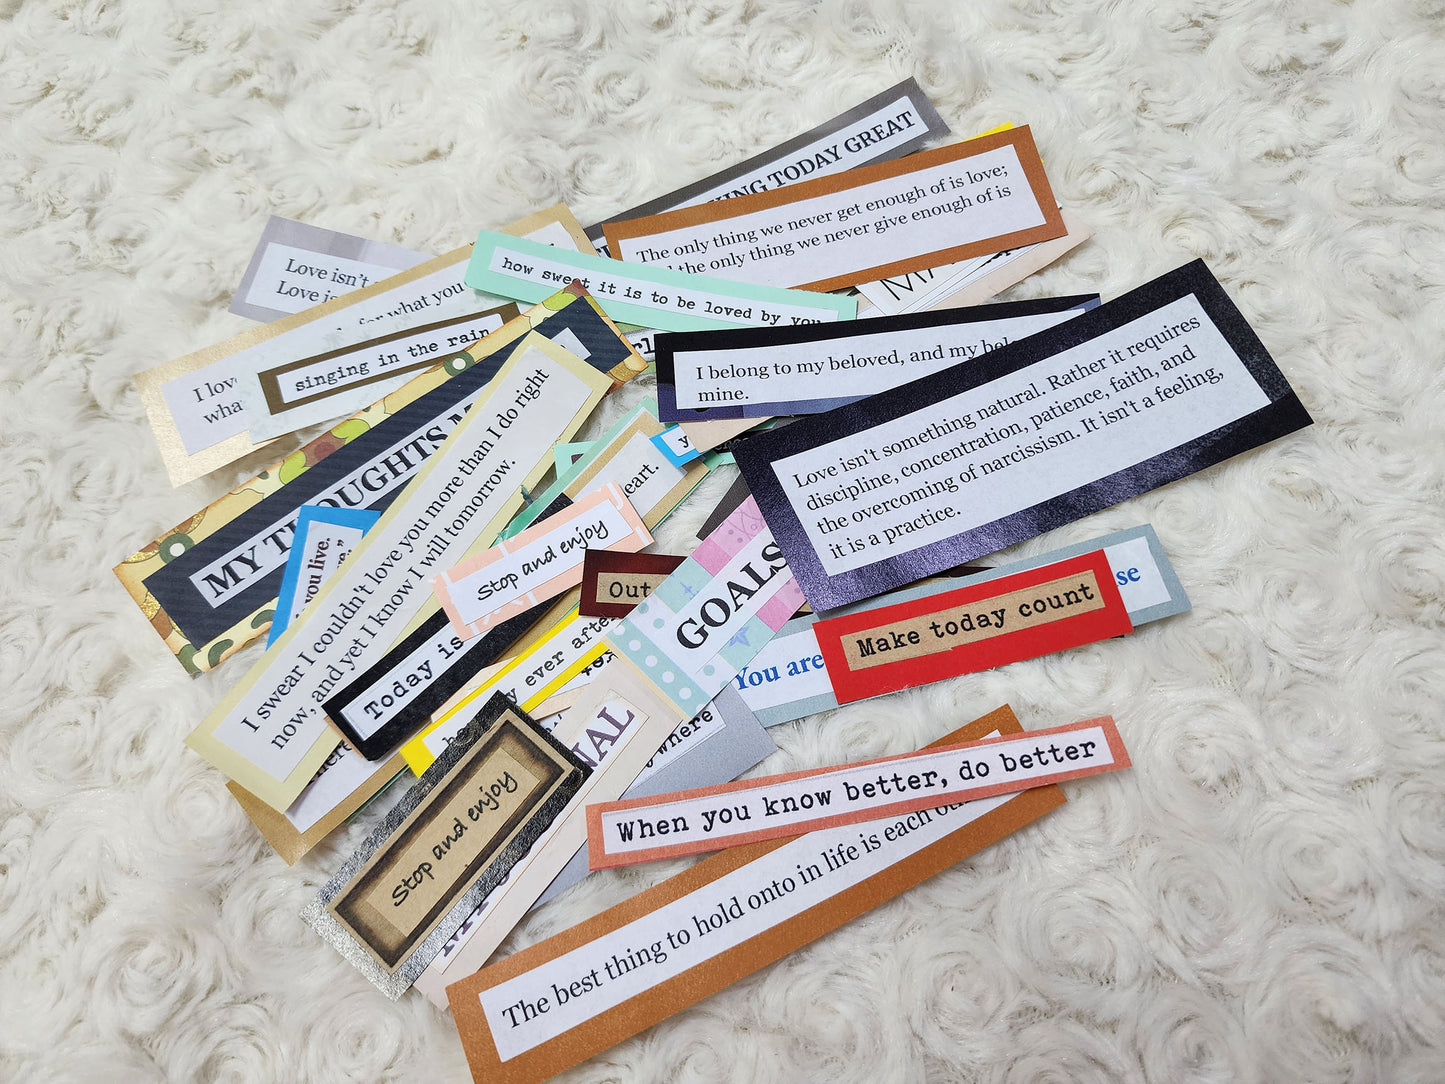 KING TODAY GREAT
The only thing we never get enough of is love;
the only thing we never give enough of is
Love isn't
Love is
for what you
I lov
wha
how sweet it is to be loved by you
singing in the rain
I belong to my beloved, and my bel
mine.
Love isn't something natural. Rather it requires
discipline, concentration, patience, faith, and
the overcoming of narcissism. It isn't a feeling,
it is a practice.
MY THOUGHTS
I swear I couldn't love you more than I do right
now, and yet I know I will tomorrow.
you live.
eart.
Stop and enjoy
Out
GOALS
Today is
y ever afte
You are
se
Make today count
NAL
where
Stop and enjoy
When you know better, do better
The best thing to hold onto in life is each